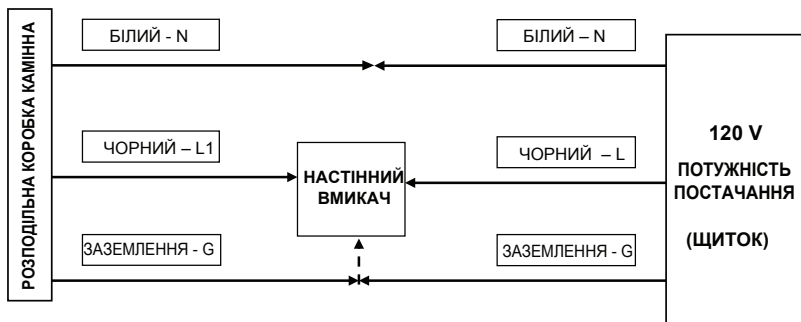 РОЗПОДІЛЬНА КОРОБКА КАМІННА
БІЛИЙ - N
БІЛИЙ – N
ЧОРНИЙ – L1
НАСТІННИЙ
ВМИКАЧ
ЧОРНИЙ – L
ЗАЗЕМЛЕННЯ - G
ЗАЗЕМЛЕННЯ - G
120 V
ПОТУЖНІСТЬ
ПОСТАЧАННЯ
(ЩИТОК)